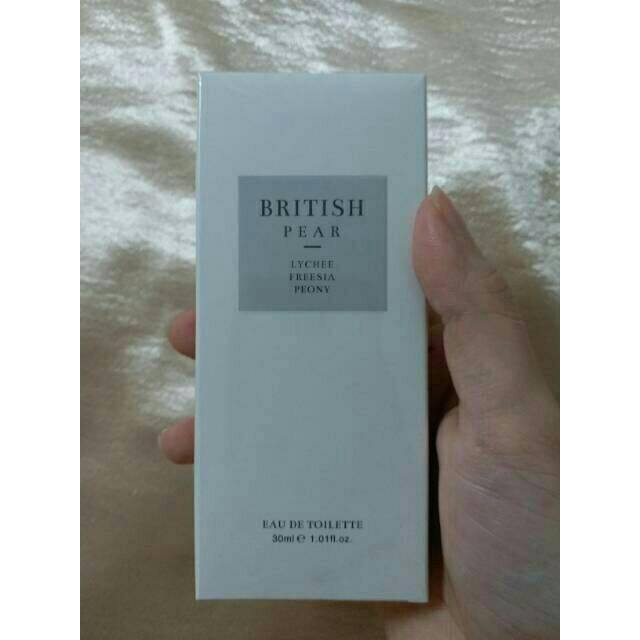 BRITISH
PEAR
LYCHEE
FREESIA
PEONY
EAU DE TOILETTE
30ml ℮ 1.01fl.oz.